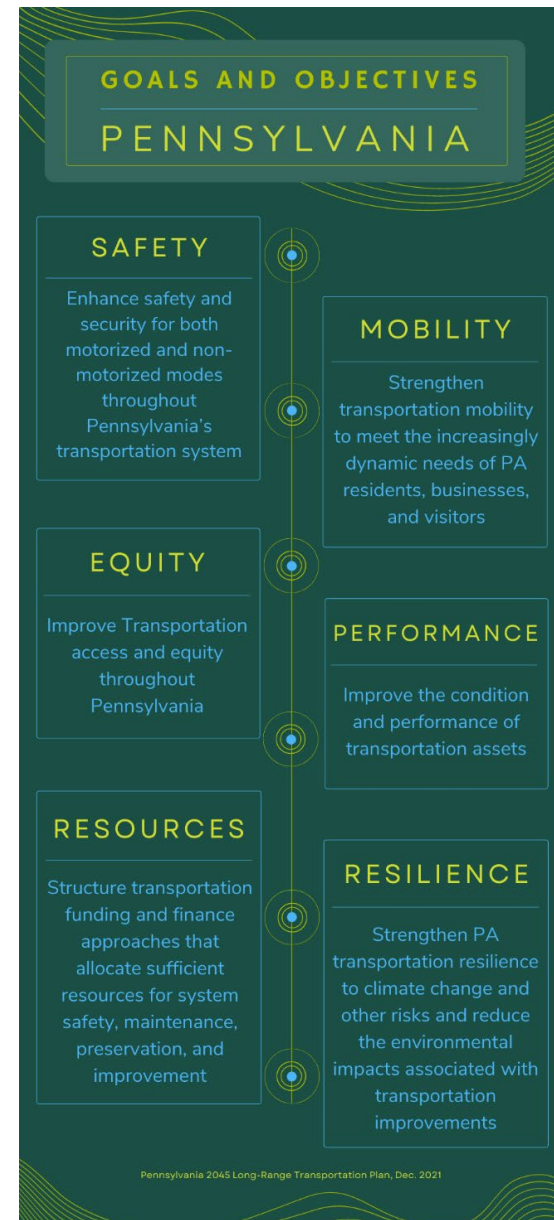 GOALS AND OBJECTIVES
PENNSYLVANIA
SAFETY
Enhance safety and
security for both
motorized and non-
motorized modes
throughout
Pennsylvania's
transportation system
MOBILITY
Strengthen
transportation mobility
to meet the increasingly
dynamic needs of PA
residents, businesses,
and visitors
EQUITY
Improve Transportation
access and equity
throughout
Pennsylvania
PERFORMANCE
Improve the condition
and performance of
transportation assets
RESOURCES
Structure transportation
funding and finance
approaches that
allocate sufficient
resources for system
safety, maintenance,
preservation, and
improvement
RESILIENCE
Strengthen PA
transportation resilience
to climate change and
other risks and reduce
the environmental
impacts associated with
transportation
improvements
Pennsylvania 2045 Long-Range Transportation Plan, Dec. 2021